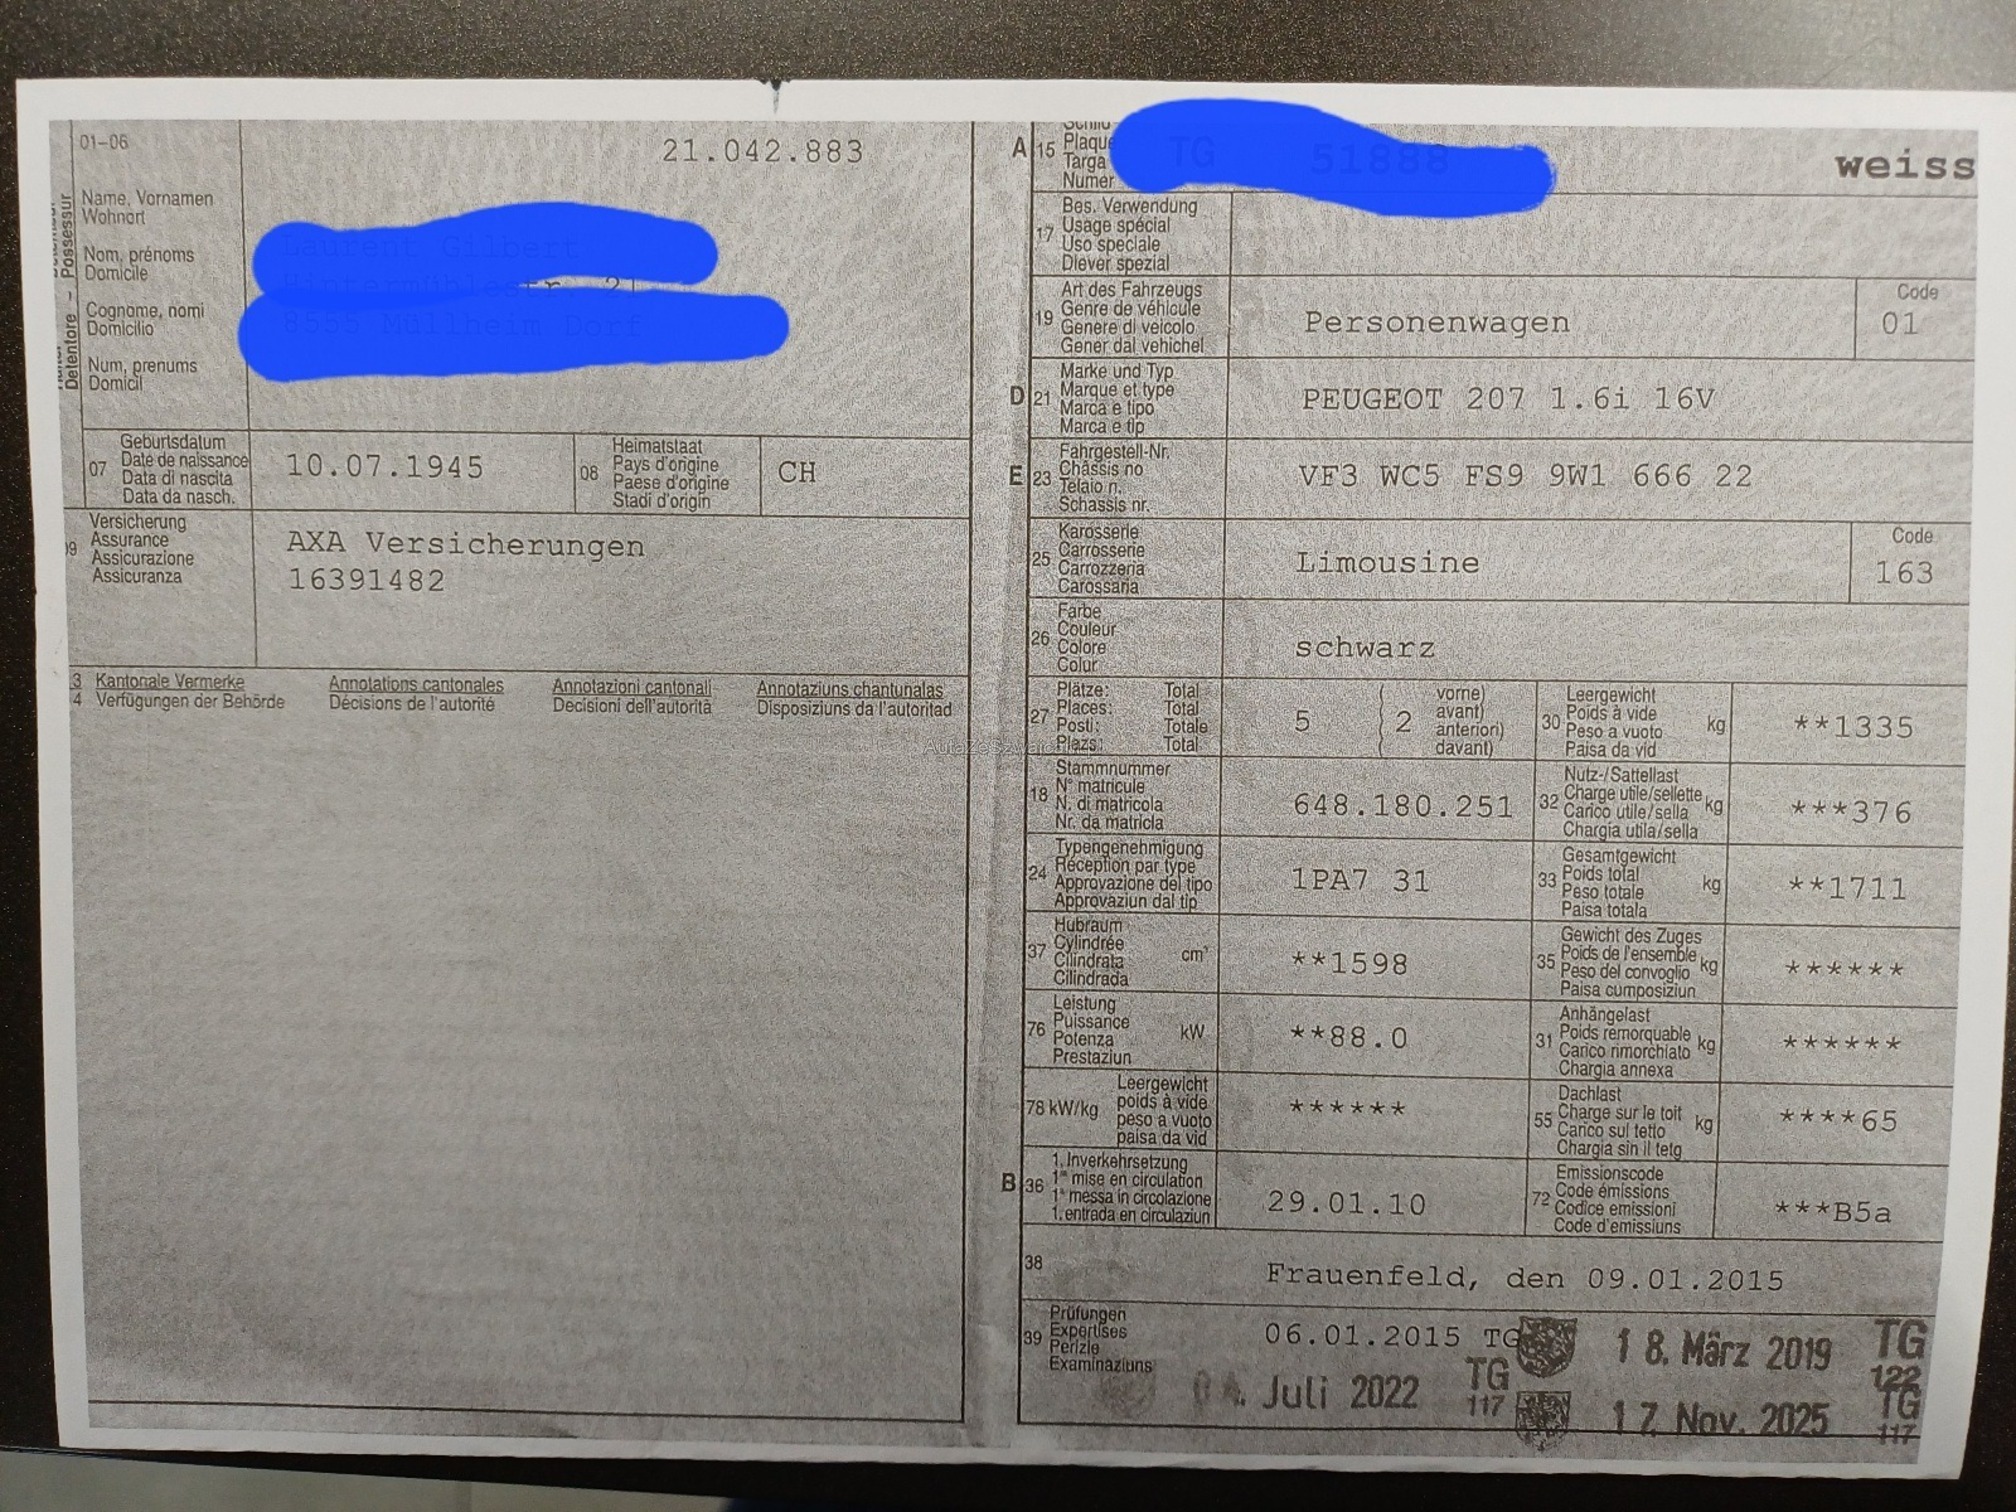 01-06
21.042.883
Detentore - Possessur
Name, Vornamen
Wohnort
Nom, prénoms
Domicile
Cognome, nomi
Domicilio
Num, prenums
Domicil
07
Geburtsdatum
Date de naissance
Data di nascita
Data da nasch.
10.07.1945
08
Heimatstaat
Pays d'origine
Paese d'origine
Stadi d'origin
CH
Versicherung
Assurance
Assicurazione
Assicuranza
AXA Versicherungen
16391482
3 Kantonale Vermerke Annotations cantonales Annotazioni cantonali Annotaziuns chantunalas
4 Verfügungen der Behörde Décisions de l'autorité Decisioni dell'autorità Disposiziuns da l'autoritad
A 15
Plaque
Targa
Numer
weiss
17
Bes. Verwendung
Usage spécial
Uso speciale
Diever spezial
19
Art des Fahrzeugs
Genre de véhicule
Genere di veicolo
Gener dal vehichel
Personenwagen
Code
01
D 21
Marke und Typ
Marque et type
Marca e tipo
Marca e tip
PEUGEOT 207 1.6i 16V
E 23
Fahrgestell-Nr.
Châssis no
Telaio n.
Schassis nr.
VF3 WC5 FS9 9W1 666 22
25
Karosserie
Carrosserie
Carrozzeria
Carossaria
Limousine
Code
163
26
Farbe
Couleur
Colore
Colur
schwarz
27
Plätze: Total
Places: Total
Posti: Totale
Plazs: Total
5 ( 2
vorne)
avant)
anteriori)
davant)
30
Leergewicht
Poids à vide
Peso a vuoto
Paisa da vid
kg
**1335
18
Stammnummer
N° matricule
N. di matricola
Nr. da matricla
648.180.251
32
Nutz-/Sattellast
Charge utile/sellette
Carico utile/sella
Chargia utila/sella
kg
***376
24
Typengenehmigung
Réception par type
Approvazione del tipo
Approvaziun dal tip
1PA7 31
33
Gesamtgewicht
Poids total
Peso totale
Paisa totala
kg
**1711
37
Hubraum
Cylindrée
Cilindrata
Cilindrada
cm³
**1598
35
Gewicht des Zuges
Poids de l'ensemble
Peso del convoglio
Paisa cumposiziun
kg
******
76
Leistung
Puissance
Potenza
Prestaziun
kW
**88.0
31
Anhängelast
Poids remorquable
Carico rimorchiato
Chargia annexa
kg
******
78 kW/kg
Leergewicht
poids à vide
peso a vuoto
paisa da vid
******
55
Dachlast
Charge sur le toit
Carico sul tetto
Chargia sin il tetg
kg
****65
B 36
1. Inverkehrsetzung
1re mise en circulation
1a messa in circolazione
1. entrada en circulaziun
29.01.10
72
Emissionscode
Code émissions
Codice emissioni
Code d'emissiuns
***B5a
38
Frauenfeld, den 09.01.2015
39
Prüfungen
Expertises
Perizie
Examinaziuns
06.01.2015 TG
18. März 2019 TG
122
Juli 2022 TG
117
17. Nov. 2025 TG
117